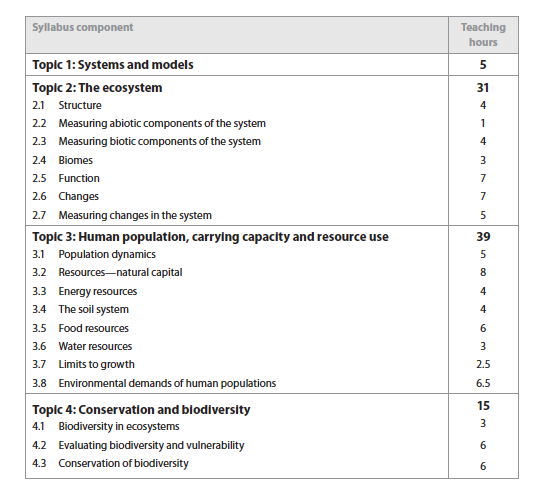 Syllabus component Teaching hours
Topic 1: Systems and models 5
Topic 2: The ecosystem 31
2.1 Structure 4
2.2 Measuring abiotic components of the system 1
2.3 Measuring biotic components of the system 4
2.4 Biomes 3
2.5 Function 7
2.6 Changes 7
2.7 Measuring changes in the system 5
Topic 3: Human population, carrying capacity and resource use 39
3.1 Population dynamics 5
3.2 Resources—natural capital 8
3.3 Energy resources 4
3.4 The soil system 4
3.5 Food resources 6
3.6 Water resources 3
3.7 Limits to growth 2.5
3.8 Environmental demands of human populations 6.5
Topic 4: Conservation and biodiversity 15
4.1 Biodiversity in ecosystems 3
4.2 Evaluating biodiversity and vulnerability 6
4.3 Conservation of biodiversity 6